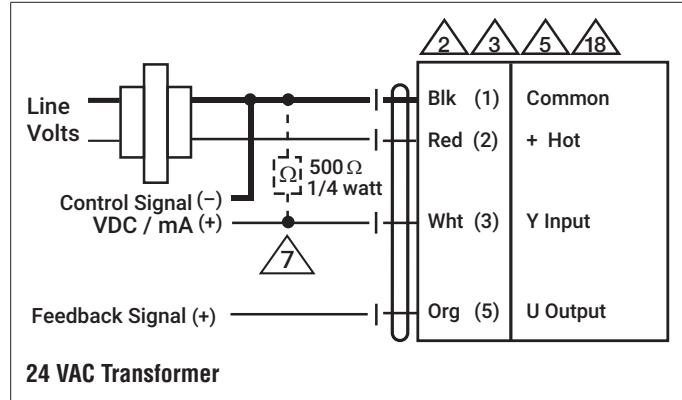 2 3 5 18
Line
Volts
Blk (1) Common
Red (2) + Hot
Ω 500 Ω
1/4 watt
Control Signal (–)
VDC / mA (+)
Wht (3) Y Input
7
Feedback Signal (+)
Org (5) U Output
24 VAC Transformer